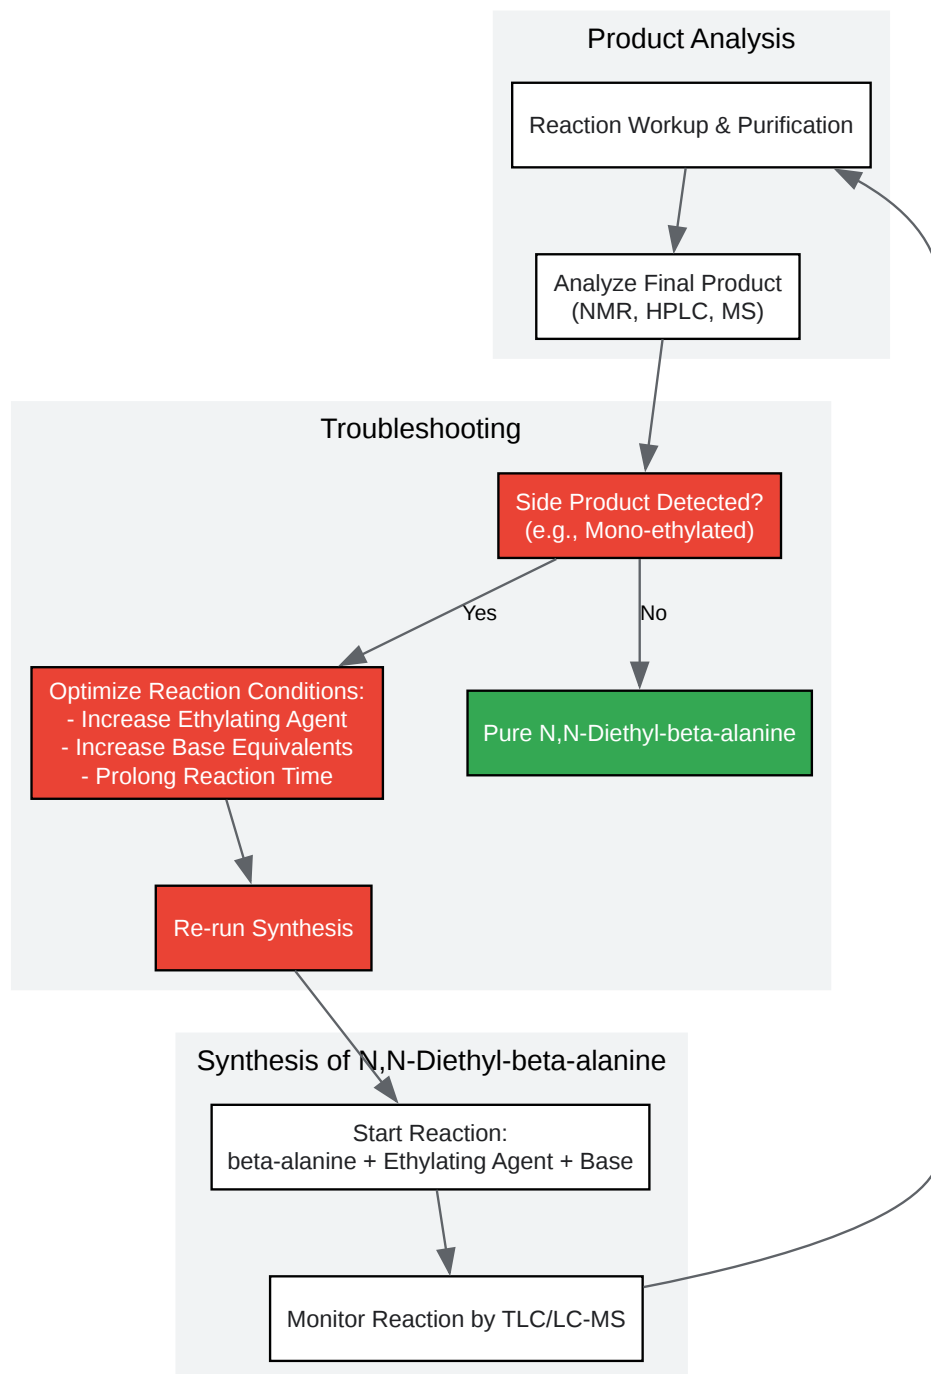 Product Analysis
Reaction Workup & Purification
Analyze Final Product
(NMR, HPLC, MS)
Troubleshooting
Side Product Detected?
(e.g., Mono-ethylated)
Yes
No
Optimize Reaction Conditions:
- Increase Ethylating Agent
- Increase Base Equivalents
- Prolong Reaction Time
Pure N,N-Diethyl-beta-alanine
Re-run Synthesis
Synthesis of N,N-Diethyl-beta-alanine
Start Reaction:
beta-alanine + Ethylating Agent + Base
Monitor Reaction by TLC/LC-MS